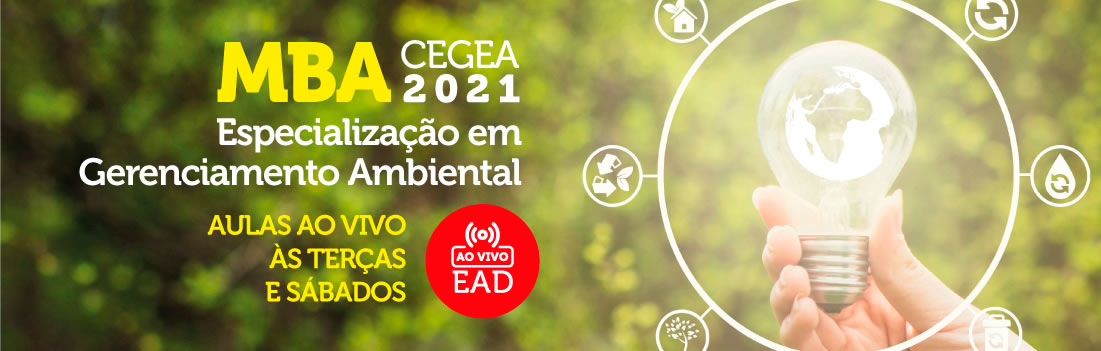 MBA CEGEA
2021
Especialização em
Gerenciamento Ambiental
AULAS AO VIVO
ÀS TERÇAS
E SÁBADOS
AO VIVO
EAD